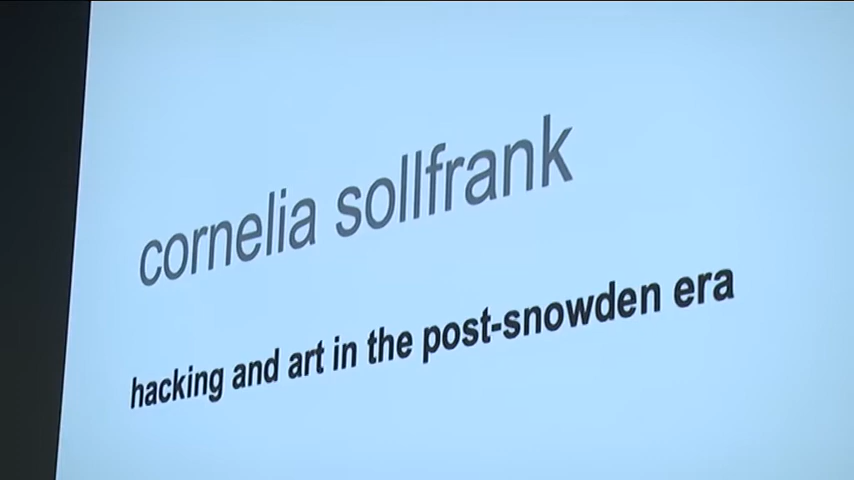 cornelia sollfrank
hacking and art in the post-snowden era